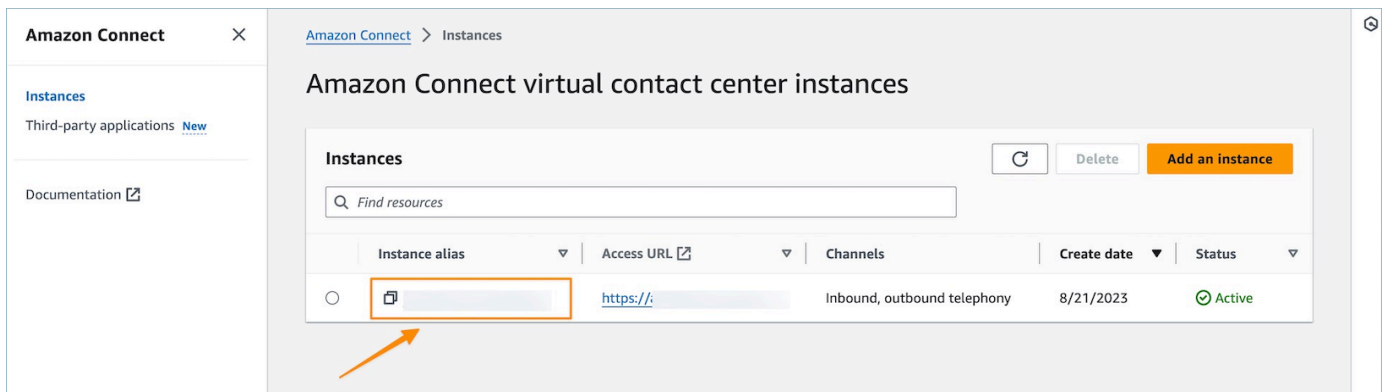 Amazon Connect
Instances
Third-party applications New
Documentation
Amazon Connect > Instances
Amazon Connect virtual contact center instances
Instances
Delete
Add an instance
Find resources
Instance alias
Access URL
Channels
Create date
Status
https://
Inbound, outbound telephony
8/21/2023
Active